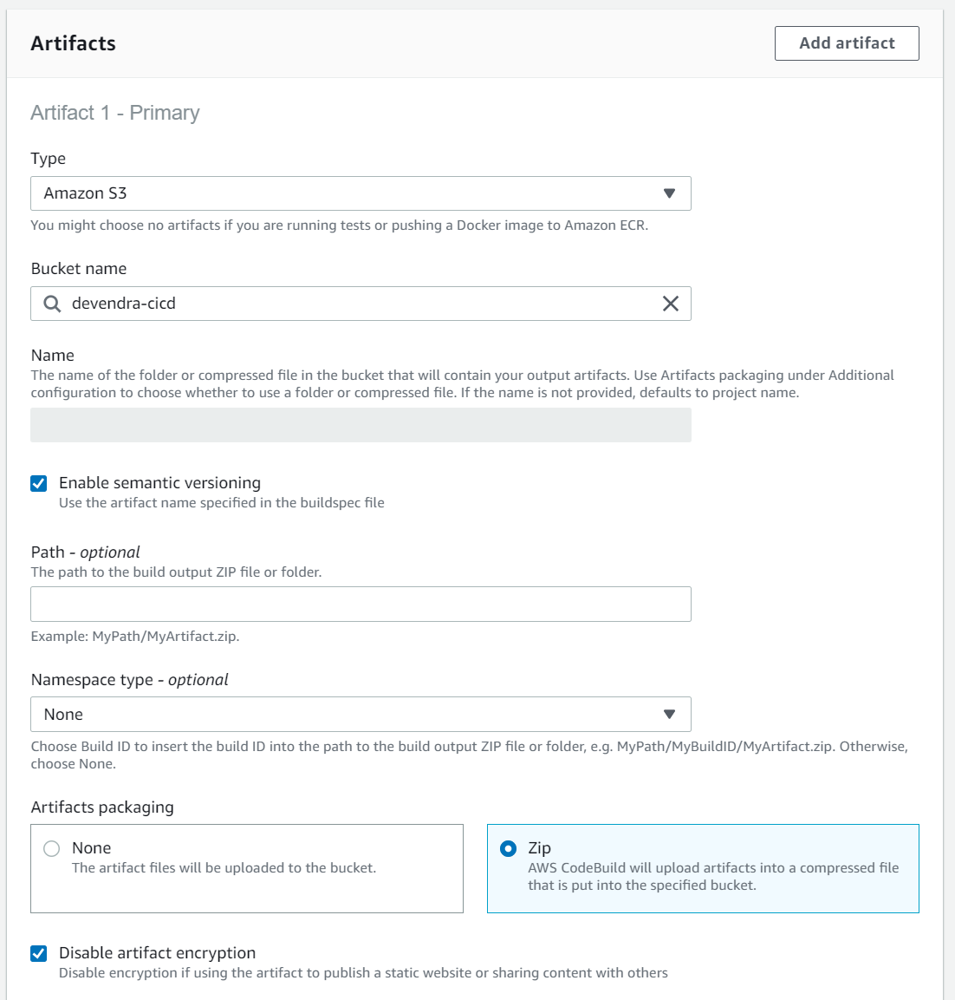 Artifacts
Add artifact
Artifact 1 - Primary
Type
Amazon S3
You might choose no artifacts if you are running tests or pushing a Docker image to Amazon ECR.
Bucket name
devendra-cicd
Name
The name of the folder or compressed file in the bucket that will contain your output artifacts. Use Artifacts packaging under Additional
configuration to choose whether to use a folder or compressed file. If the name is not provided, defaults to project name.
Enable semantic versioning
Use the artifact name specified in the buildspec file
Path - optional
The path to the build output ZIP file or folder.
Example: MyPath/MyArtifact.zip.
Namespace type - optional
None
Choose Build ID to insert the build ID into the path to the build output ZIP file or folder, e.g. MyPath/MyBuildID/MyArtifact.zip. Otherwise,
choose None.
Artifacts packaging
None
The artifact files will be uploaded to the bucket.
Zip
AWS CodeBuild will upload artifacts into a compressed file
that is put into the specified bucket.
Disable artifact encryption
Disable encryption if using the artifact to publish a static website or sharing content with others